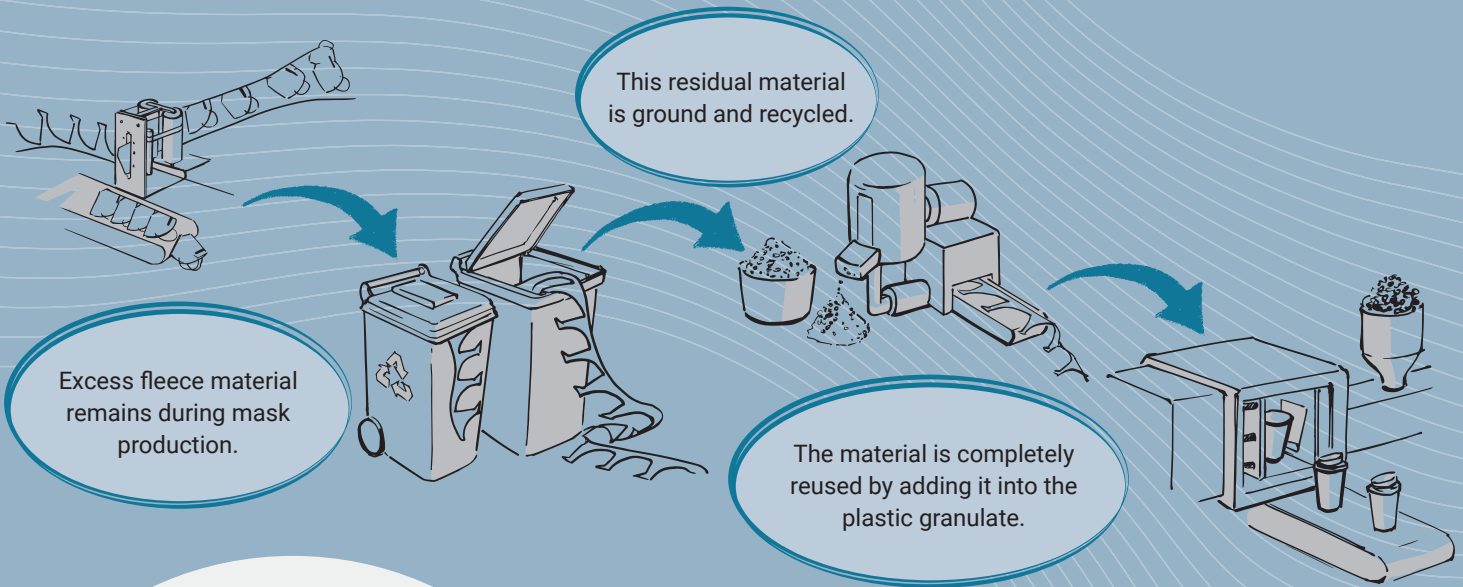 This residual material
is ground and recycled.
Excess fleece material
remains during mask
production.
The material is completely
reused by adding it into the
plastic granulate.